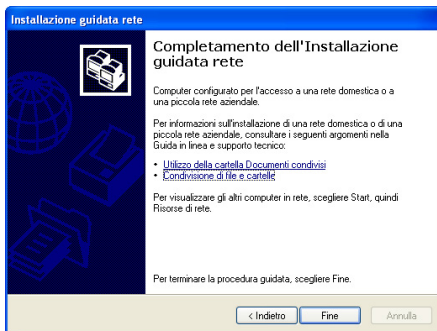 Installazione guidata rete
Completamento dell'Installazione
guidata rete
Computer configurato per l'accesso a una rete domestica o a
una piccola rete aziendale.
Per informazioni sull'installazione di una rete domestica o di una
piccola rete aziendale, consultare i seguenti argomenti nella
Guida in linea e supporto tecnico:
• Utilizzo della cartella Documenti condivisi
• Condivisione di file e cartelle
Per visualizzare gli altri computer in rete, scegliere Start, quindi
Risorse di rete.
Per terminare la procedura guidata, scegliere Fine.
< Indietro Fine Annulla